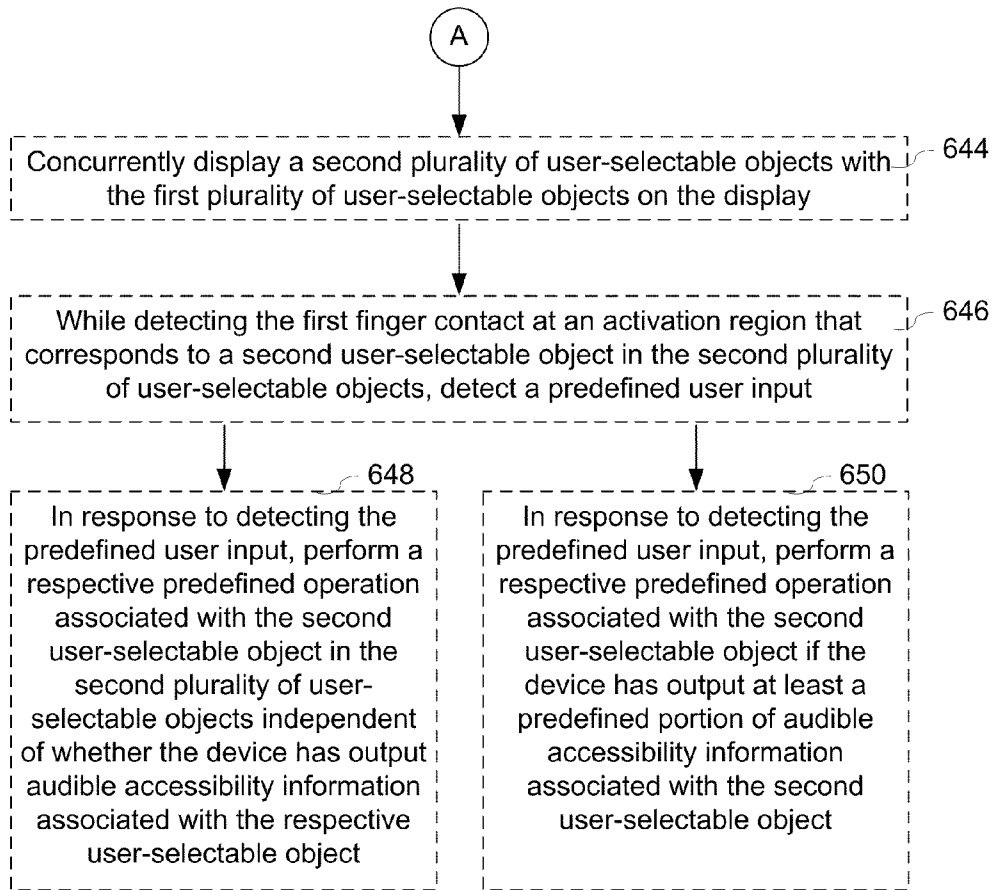 A
Concurrently display a second plurality of user-selectable objects with
the first plurality of user-selectable objects on the display
644
While detecting the first finger contact at an activation region that
corresponds to a second user-selectable object in the second plurality
of user-selectable objects, detect a predefined user input
646
648
In response to detecting the
predefined user input, perform a
respective predefined operation
associated with the second
user-selectable object in the
second plurality of user-
selectable objects independent
of whether the device has output
audible accessibility information
associated with the respective
user-selectable object
650
In response to detecting the
predefined user input, perform a
respective predefined operation
associated with the second
user-selectable object if the
device has output at least a
predefined portion of audible
accessibility information
associated with the second
user-selectable object